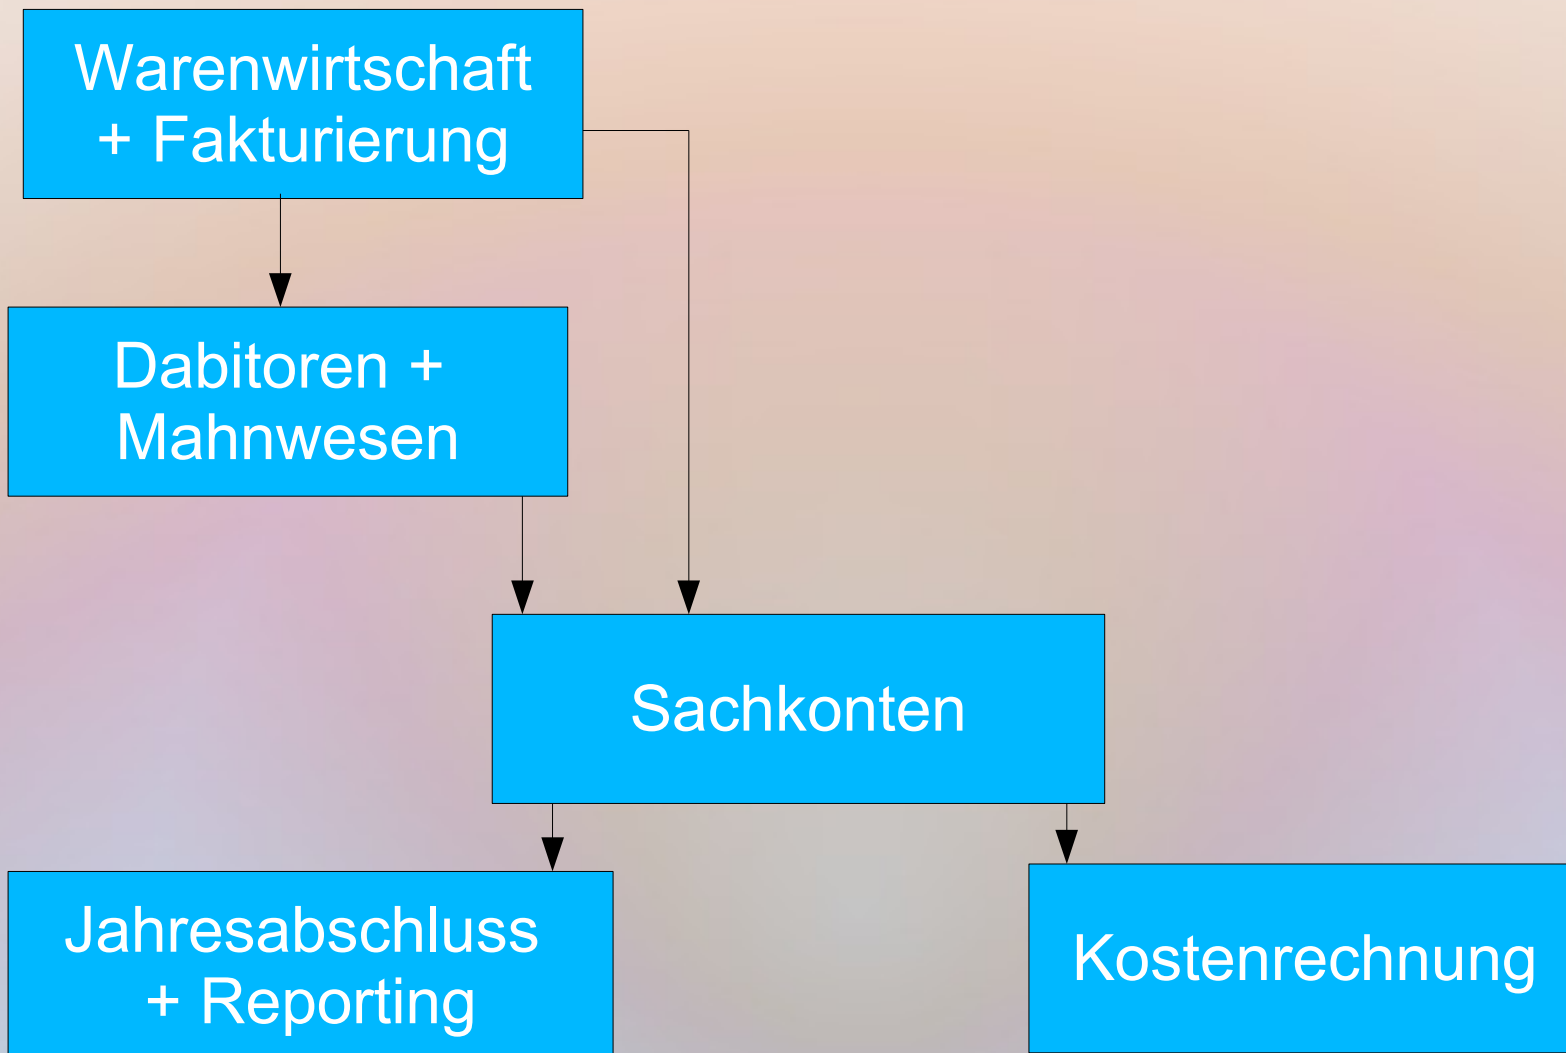 Warenwirtschaft
+ Fakturierung
Dabitoren +
Mahnwesen
Sachkonten
Jahresabschluss
+ Reporting
Kostenrechnung